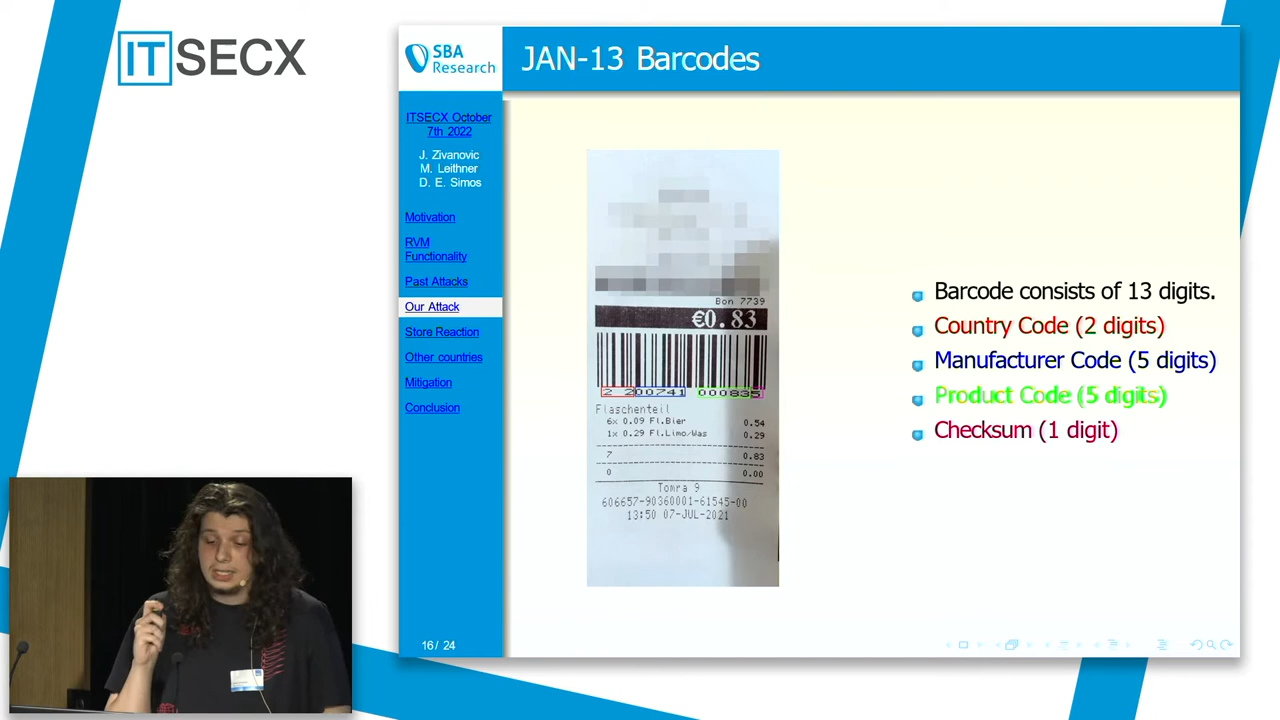 ITSECX
SBA
Research
JAN-13 Barcodes
ITSECX October
7th 2022
J. Zivanovic
M. Leithner
D. E. Simos
Motivation
RVM
Functionality
Past Attacks
Our Attack
Store Reaction
Other countries
Mitigation
Conclusion
16/ 24
Bon 7739
€0.83
2 200741 000835
Flaschenteil
6x 0.09 Fl.Bier 0.54
1x 0.29 Fl.Limo/Was 0.29
7 0.83
0 0.00
Tomra 9
606657-90360001-61545-00
13:50 07-JUL-2021
Barcode consists of 13 digits.
Country Code (2 digits)
Manufacturer Code (5 digits)
Product Code (5 digits)
Checksum (1 digit)